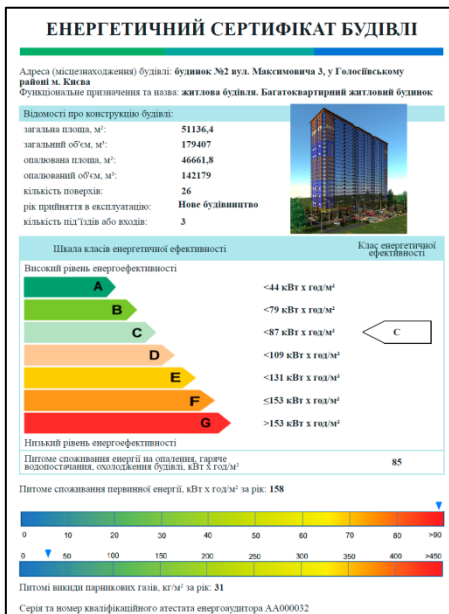 ЕНЕРГЕТИЧНИЙ СЕРТИФІКАТ БУДІВЛІ
Адреса (місцезнаходження) будівлі: будинок №2 вул. Максимовича 3, у Голосіївському
районі м. Києва
Функціональне призначення та назва: житлова будівля. Багатоквартирний житловий будинок
Відомості про конструкцію будівлі:
загальна площа, м²: 51136,4
загальний об'єм, м³: 179407
опалювана площа, м²: 46661,8
опалюваний об'єм, м³: 142179
кількість поверхів: 26
рік прийняття в експлуатацію: Нове будівництво
кількість під'їздів або входів: 3
Шкала класів енергетичної ефективності Клас енергетичної
ефективності
Високий рівень енергоефективності
A <44 кВт х год/м²
B <79 кВт х год/м²
C <87 кВт х год/м² C
D <109 кВт х год/м²
E <131 кВт х год/м²
F ≤153 кВт х год/м²
G >153 кВт х год/м²
Низький рівень енергоефективності
Питоме споживання енергії на опалення, гаряче
водопостачання, охолодження будівлі, кВт х год/м² 85
Питоме споживання первинної енергії, кВт х год/м² за рік: 158
0 10 20 30 40 50 60 70 80 >90
0 50 100 150 200 250 300 350 400 >450
Питомі викиди парникових газів, кг/м² за рік: 31
Серія та номер кваліфікаційного атестата енергоаудитора АА000032